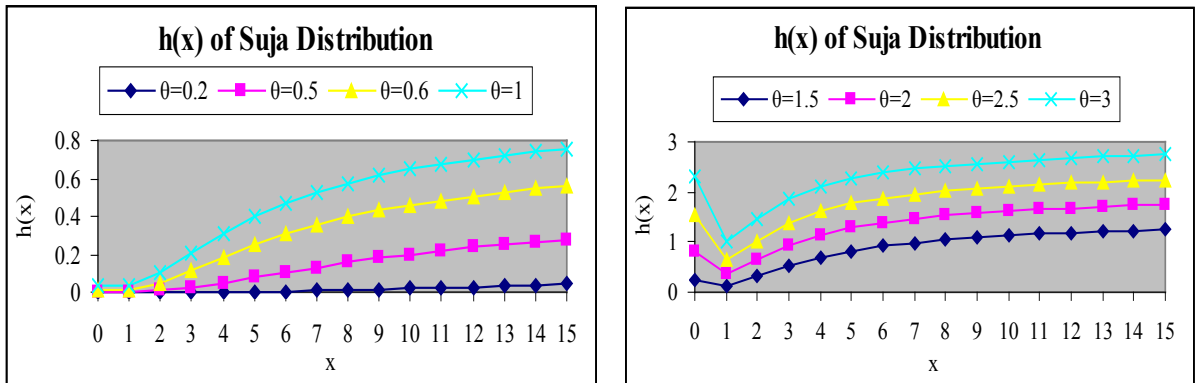 h(x) of Suja Distribution
θ=0.2 θ=0.5 θ=0.6 θ=1
0.8
0.6
0.4
0.2
0
h(x)
0 1 2 3 4 5 6 7 8 9 10 11 12 13 14 15
x
h(x) of Suja Distribution
θ=1.5 θ=2 θ=2.5 θ=3
3
2
1
0
h(x)
0 1 2 3 4 5 6 7 8 9 10 11 12 13 14 15
x